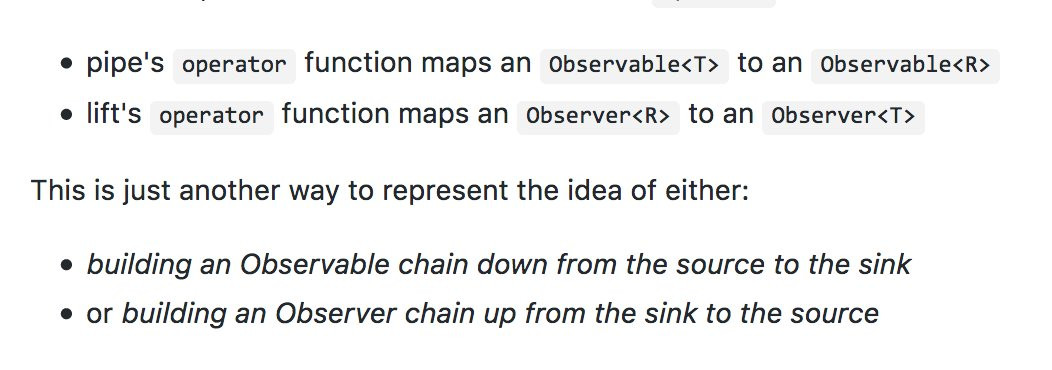 • pipe's operator function maps an Observable<T> to an Observable<R>
• lift's operator function maps an Observer<R> to an Observer<T>
This is just another way to represent the idea of either:
• building an Observable chain down from the source to the sink
• or building an Observer chain up from the sink to the source